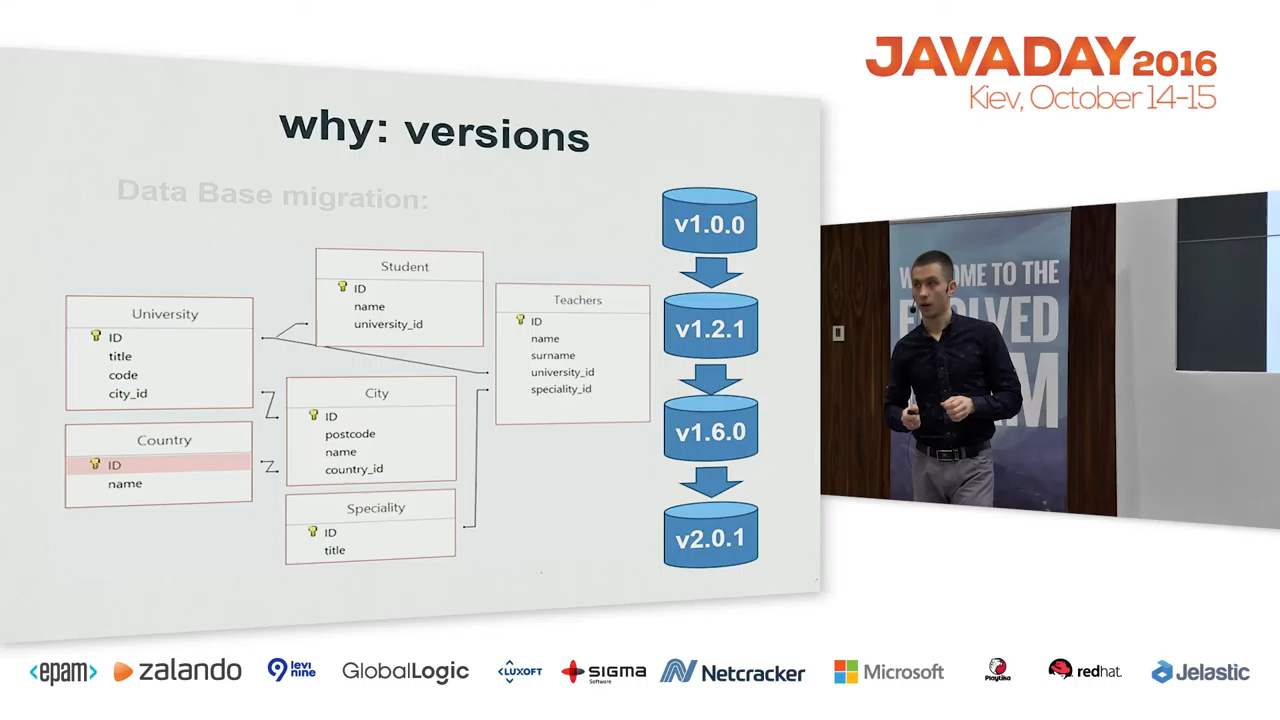 JAVADAY 2016
Kiev, October 14-15
why: versions
Data Base migration:
Student
ID
name
university_id
Teachers
ID
name
surname
university_id
speciality_id
University
ID
title
code
city_id
City
ID
postcode
name
country_id
Country
ID
name
Speciality
ID
title
v1.0.0
v1.2.1
v1.6.0
v2.0.1
TO THE
<epam>
zalando
9 levi nine
GlobalLogic
LUXOFT
SIGMA
Software
Netcracker
Microsoft
Playtika
redhat.
Jelastic